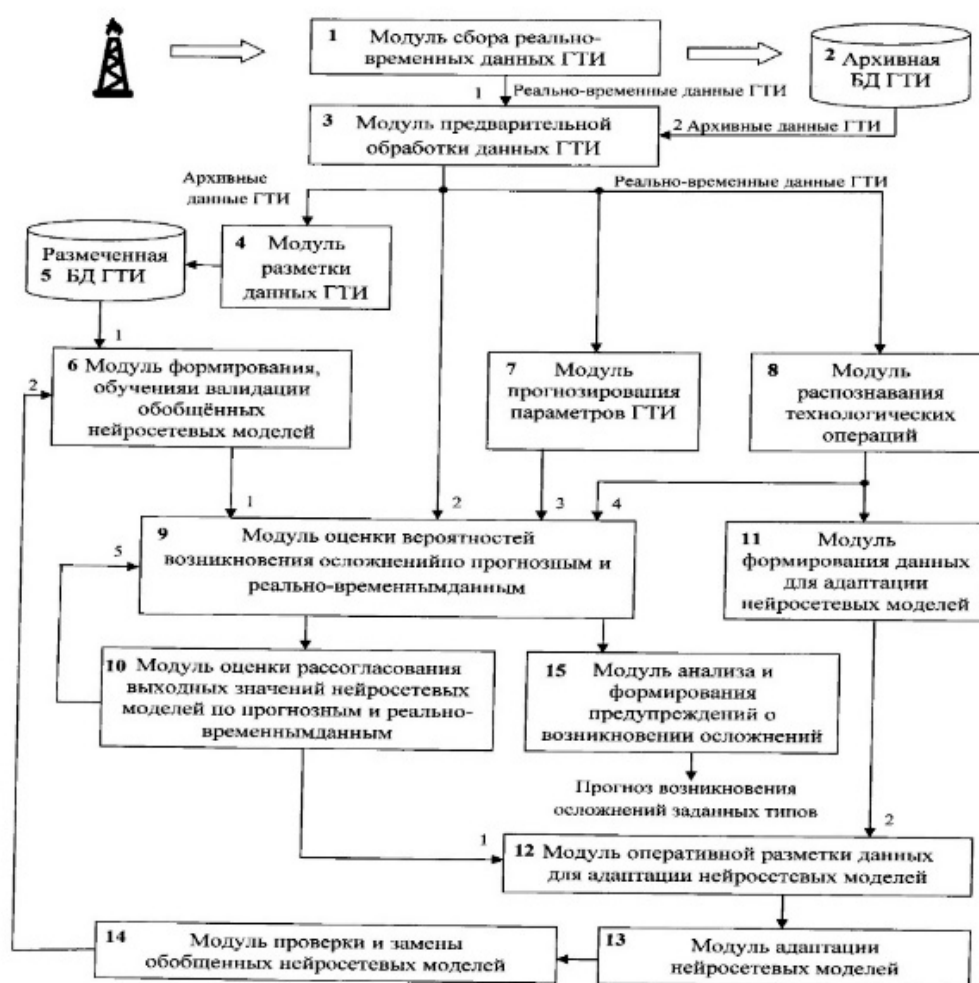 1 Модуль сбора реально-
временных данных ГТИ
2 Архивная
БД ГТИ
1
Реально-временные данные ГТИ
3 Модуль предварительной
обработки данных ГТИ
2 Архивные данные ГТИ
Архивные
данные ГТИ
Реально-временные данные ГТИ
Размеченная
5 БД ГТИ
4 Модуль
разметки
данных ГТИ
1
2
6 Модуль формирования,
обученияи валидации
обобщённых
нейросетевых моделей
7 Модуль
прогнозирования
параметров ГТИ
8 Модуль
распознавания
технологических
операций
1
2
3
4
5
9 Модуль оценки вероятностей
возникновения осложненийпо прогнозным и
реально-временнымданным
11 Модуль
формирования данных
для адаптации
нейросетевых моделей
10 Модуль оценки рассогласования
выходных значений нейросетевых
моделей по прогнозным и реально-
временнымданным
15 Модуль анализа и
формирования
предупреждений о
возникновении осложнений
Прогноз возникновения
осложнений заданных типов
1
2
12 Модуль оперативной разметки данных
для адаптации нейросетевых моделей
14 Модуль проверки и замены
обобщенных нейросетевых моделей
13 Модуль адаптации
нейросетевых моделей